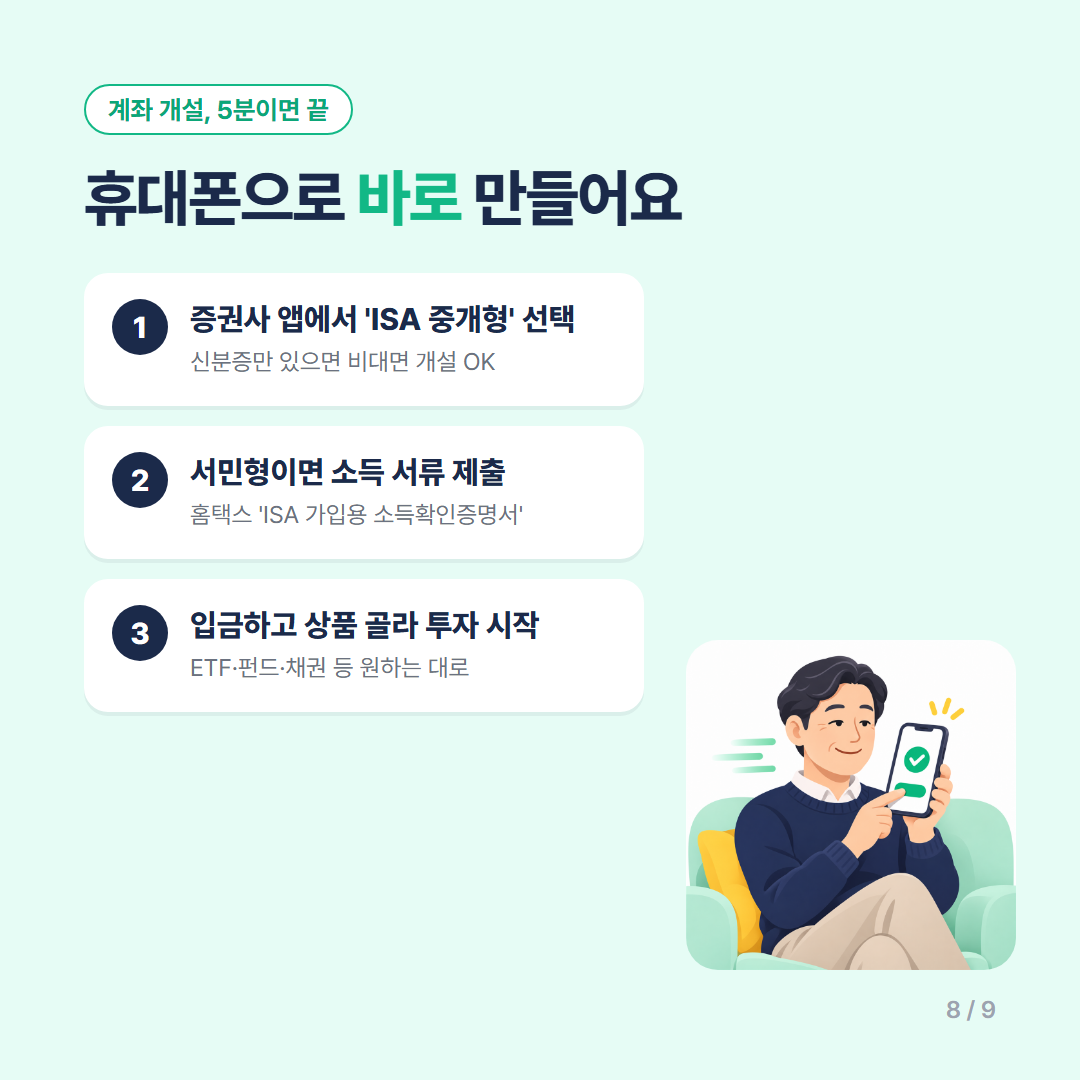 계좌 개설, 5분이면 끝
휴대폰으로 바로 만들어요
1
증권사 앱에서 'ISA 중개형' 선택
신분증만 있으면 비대면 개설 OK
2
서민형이면 소득 서류 제출
홈택스 'ISA 가입용 소득확인증명서'
3
입금하고 상품 골라 투자 시작
ETF·펀드·채권 등 원하는 대로
8 / 9